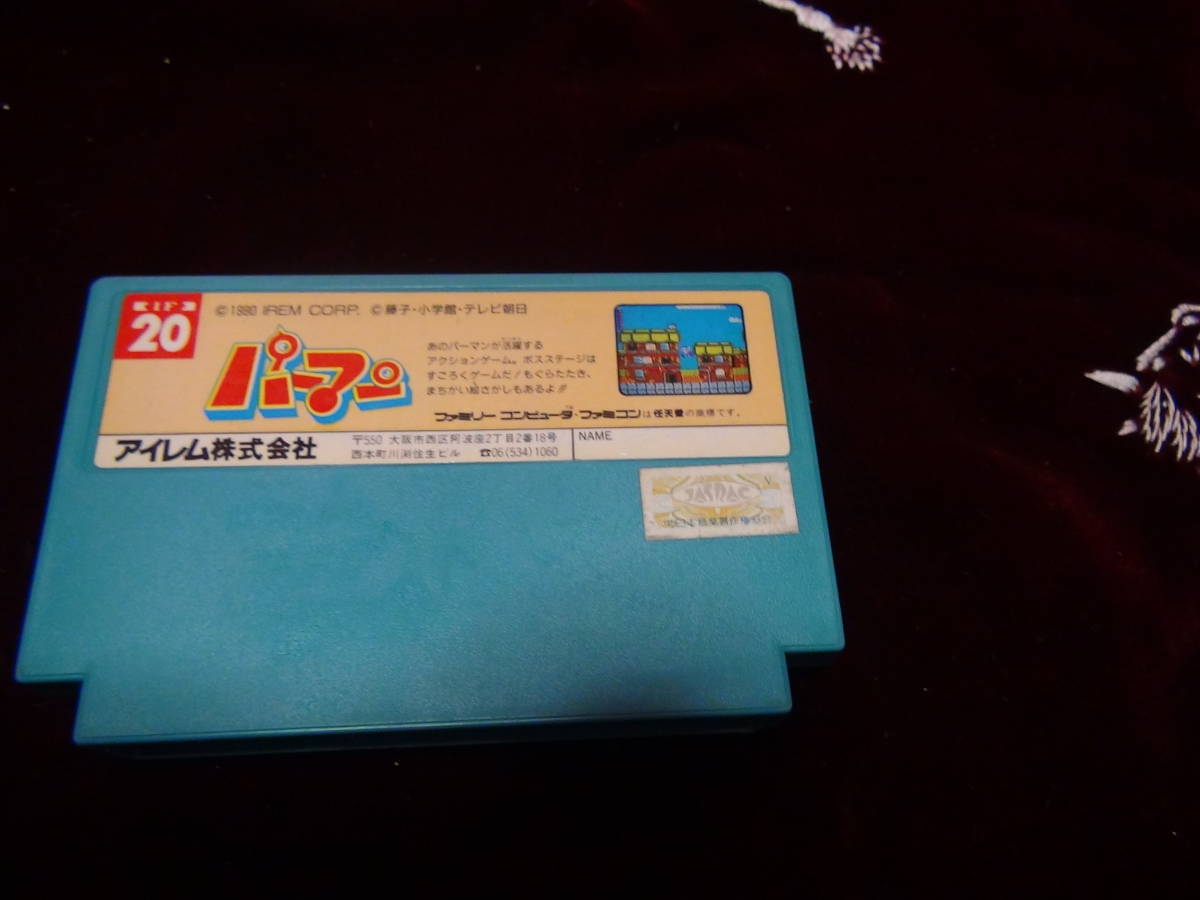 IF
20
©1990 IREM CORP. ©藤子・小学館・テレビ朝日
パーマン
あのパーマンが活躍する
アクションゲーム。ボスステージは
すごろくゲームだ!もぐらたたき、
まちがい絵さがしもあるよ!!
ファミリーコンピュータ・ファミコンは任天堂の商標です。
アイレム株式会社
〒550 大阪市西区阿波座2丁目2番18号
西本町川渕住生ビル ☎06(534)1060
NAME
JASRAC
V